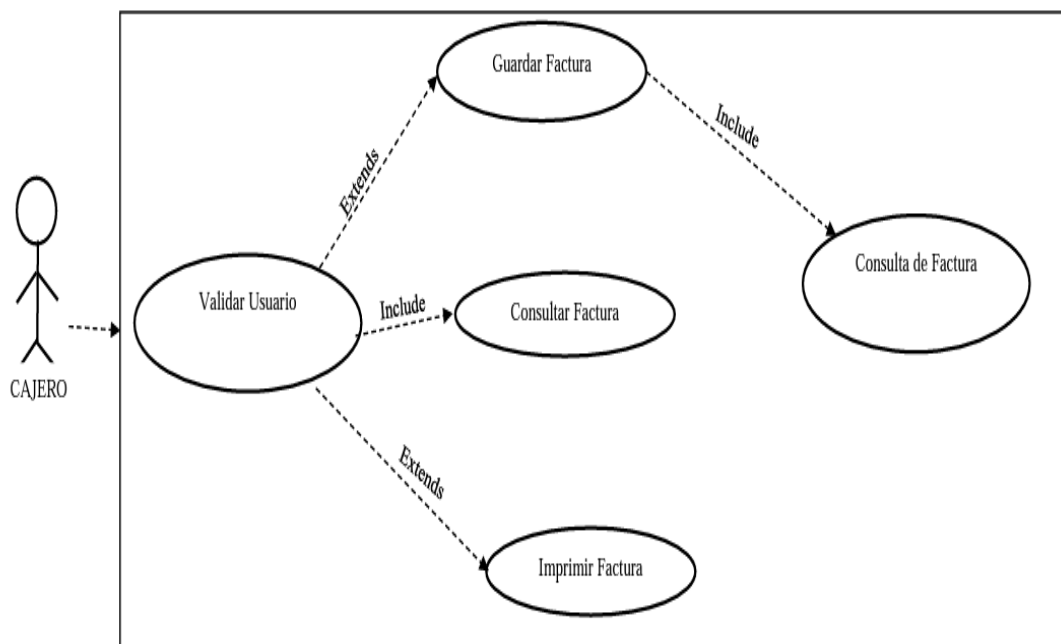 Guardar Factura
Include
Extends
Consulta de Factura
Validar Usuario
Include
Consultar Factura
CAJERO
Extends
Imprimir Factura